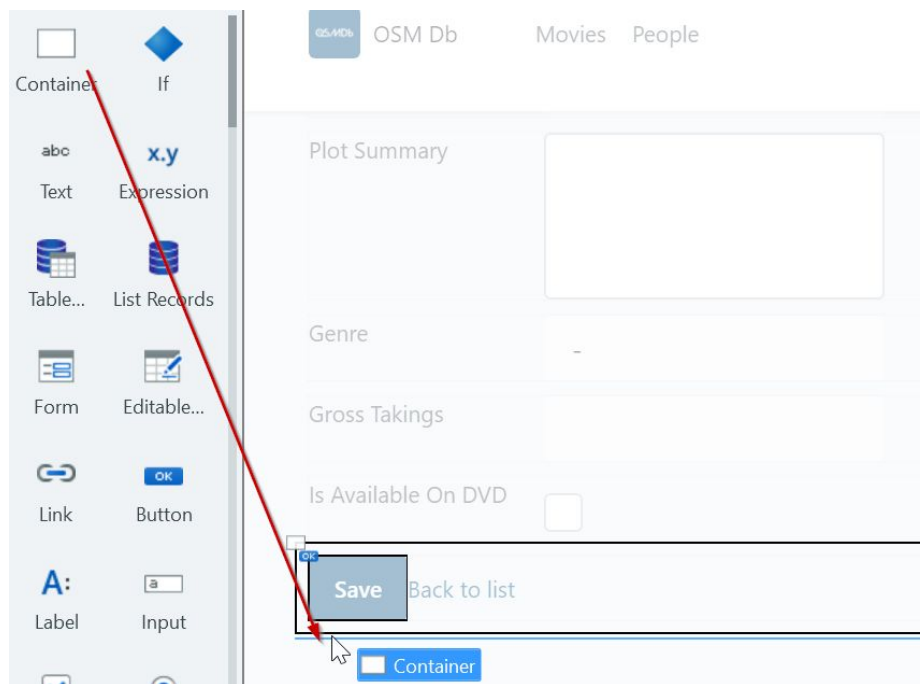 OSMDb OSM Db Movies People
Container If
abc x.y
Text Expression
Table... List Records
Form Editable...
OK
Link Button
A: a
Label Input
Plot Summary
Genre
-
Gross Takings
Is Available On DVD
OK
Save Back to list
Container